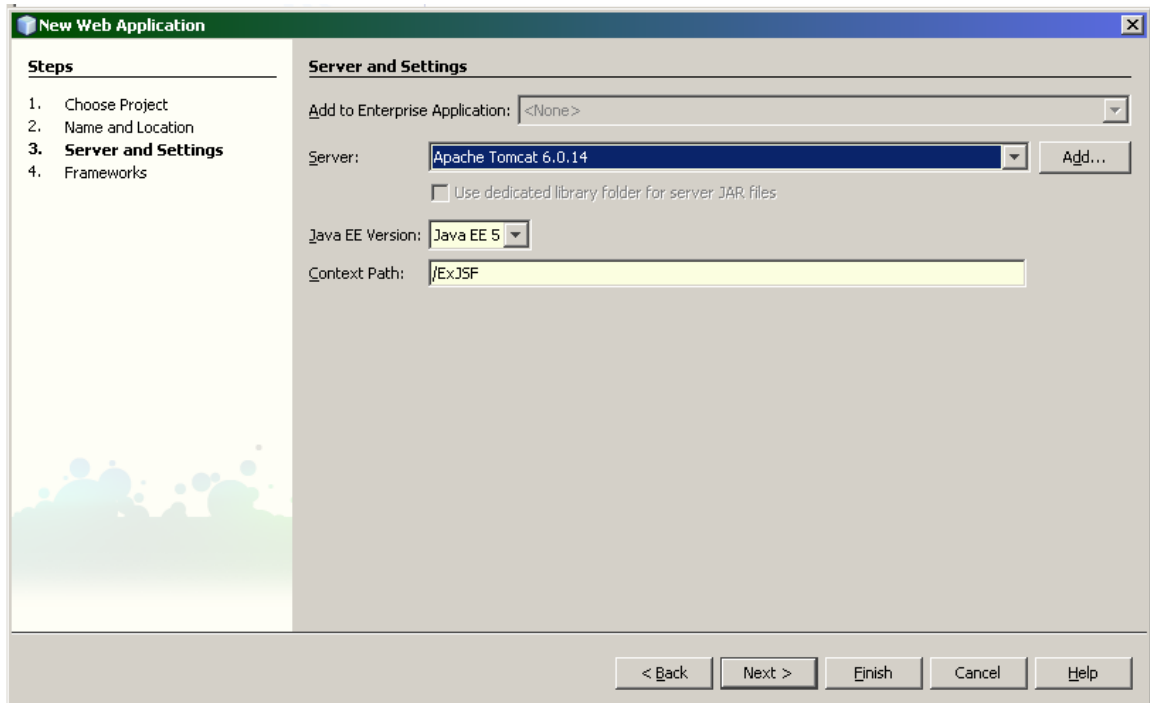 New Web Application
Steps
1. Choose Project
2. Name and Location
3. Server and Settings
4. Frameworks
Server and Settings
Add to Enterprise Application: <None>
Server: Apache Tomcat 6.0.14 Add...
Use dedicated library folder for server JAR files
Java EE Version: Java EE 5
Context Path: /ExJSF
< Back Next > Finish Cancel Help